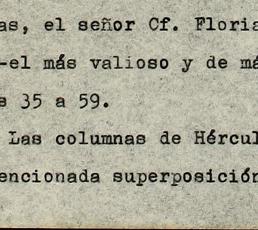 as, el señor Cf. Floria
-el más valioso y de má
s 35 a 59.
Las columnas de Hércul
encionada superposición